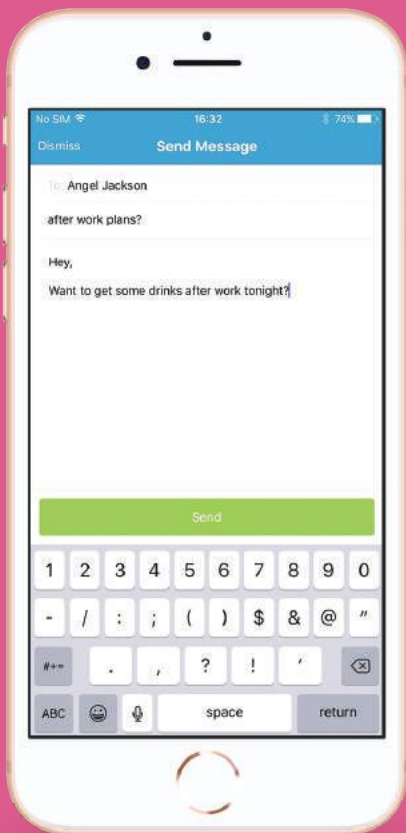 No SIM 16:32 74%
Dismiss Send Message
To: Angel Jackson
after work plans?
Hey,
Want to get some drinks after work tonight?
Send
1 2 3 4 5 6 7 8 9 0
- / : ; ( ) $ & @ "
#+= . , ? ! '
ABC space return